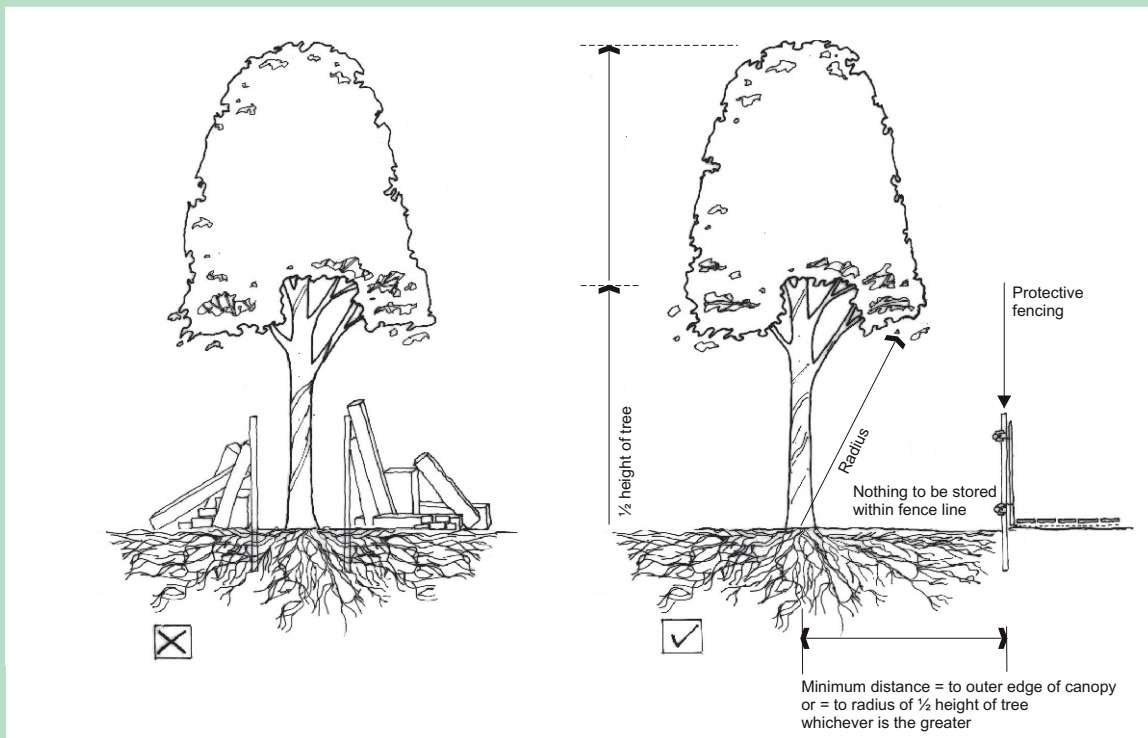 Protective
fencing
½ height of tree
Radius
Nothing to be stored
within fence line
Minimum distance = to outer edge of canopy
or = to radius of ½ height of tree
whichever is the greater